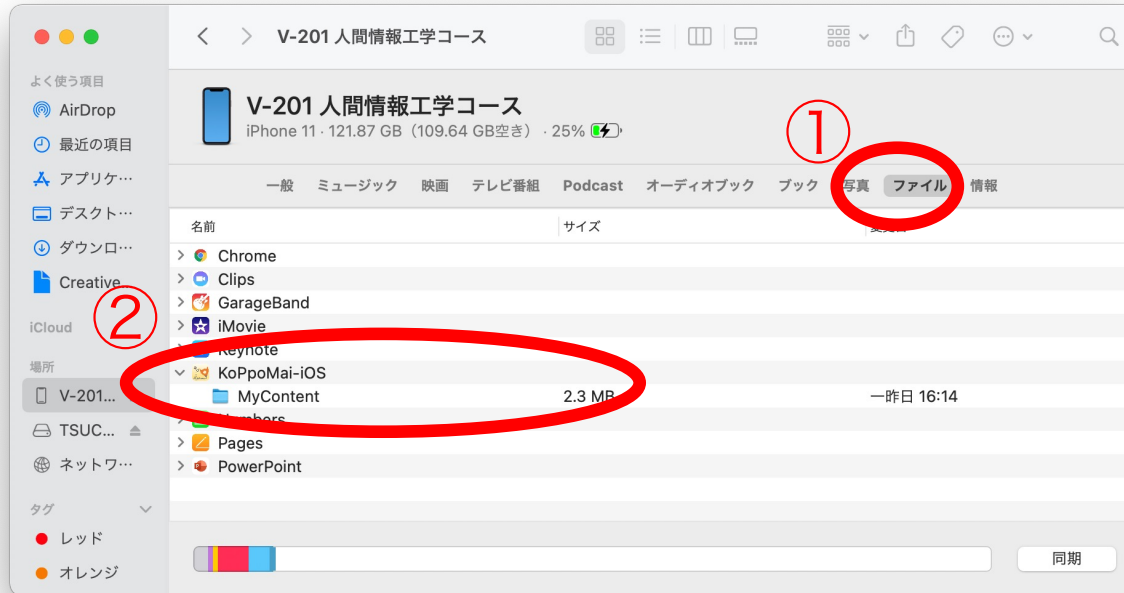 V-201 人間情報工学コース
よく使う項目
AirDrop
最近の項目
アプリケ…
デスクト…
ダウンロ…
Creative…
iCloud
場所
V-201...
TSUC...
ネットワ…
タグ
レッド
オレンジ
V-201 人間情報工学コース
iPhone 11 · 121.87 GB（109.64 GB空き） · 25%
①
一般 ミュージック 映画 テレビ番組 Podcast オーディオブック ブック 写真 ファイル 情報
名前 サイズ
Chrome
Clips
GarageBand
iMovie
②
Keynote
KoPpoMai-iOS
MyContent 2.3 MB 一昨日 16:14
Numbers
Pages
PowerPoint
同期